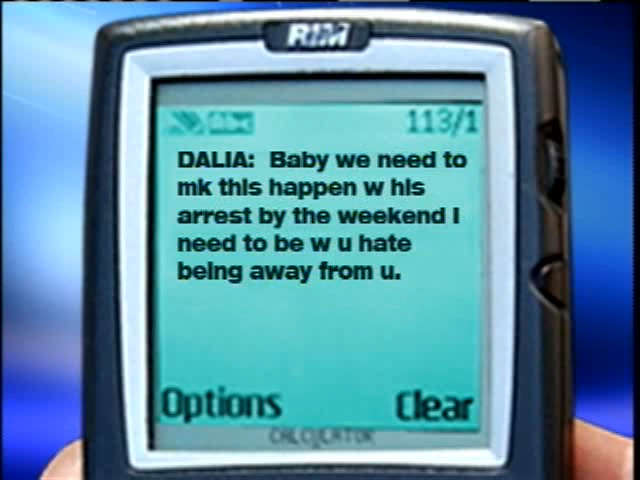 RIM
abc 113/1
DALIA: Baby we need to
mk this happen w his
arrest by the weekend I
need to be w u hate
being away from u.
Options Clear
CALCULATOR